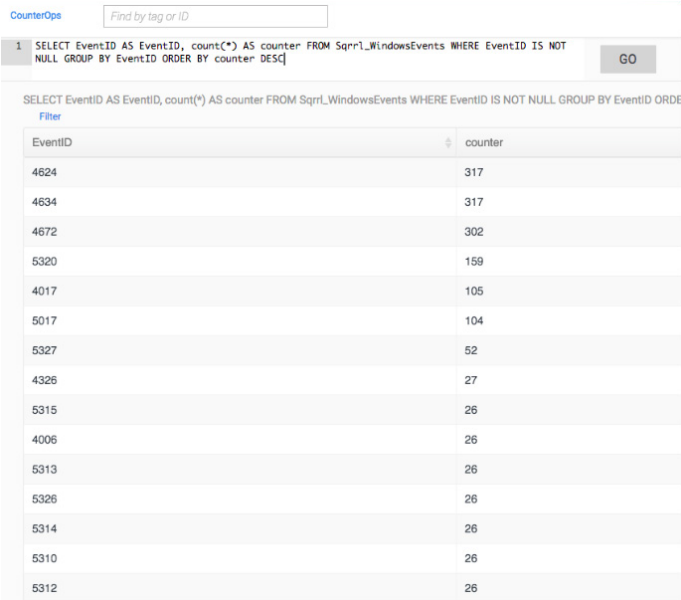 CounterOps Find by tag or ID
1 SELECT EventID AS EventID, count(*) AS counter FROM Sqrrl_WindowsEvents WHERE EventID IS NOT
NULL GROUP BY EventID ORDER BY counter DESC
GO
SELECT EventID AS EventID, count(*) AS counter FROM Sqrrl_WindowsEvents WHERE EventID IS NOT NULL GROUP BY EventID ORDE
Filter
EventID counter
4624 317
4634 317
4672 302
5320 159
4017 105
5017 104
5327 52
4326 27
5315 26
4006 26
5313 26
5326 26
5314 26
5310 26
5312 26